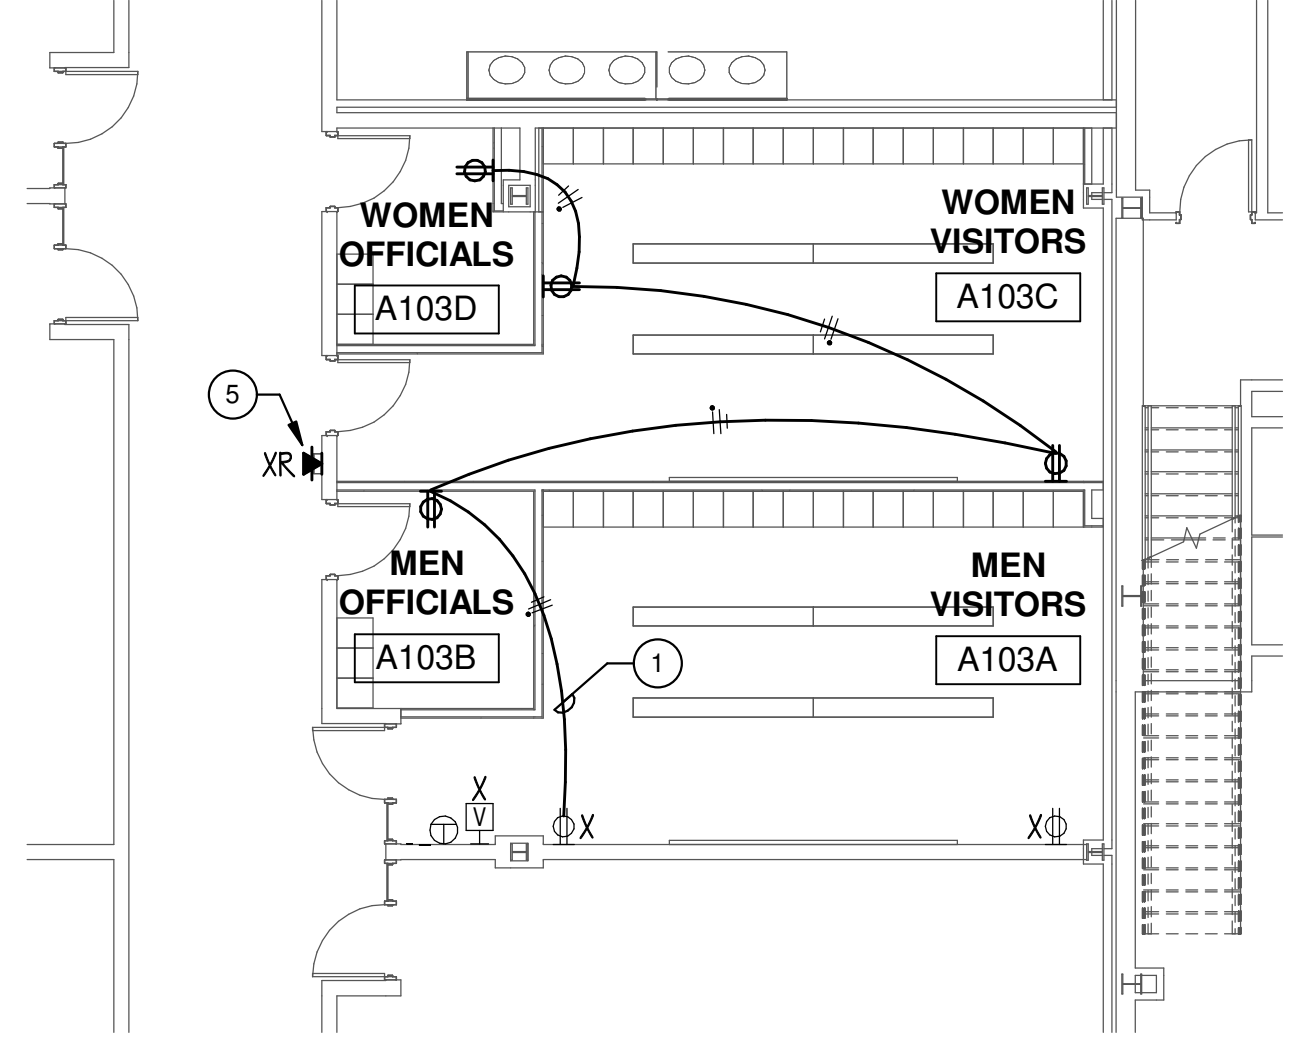 WOMEN
OFFICIALS
A103D
WOMEN
VISITORS
A103C
5
XR
MEN
OFFICIALS
A103B
MEN
VISITORS
A103A
1
X
V
T
X
X